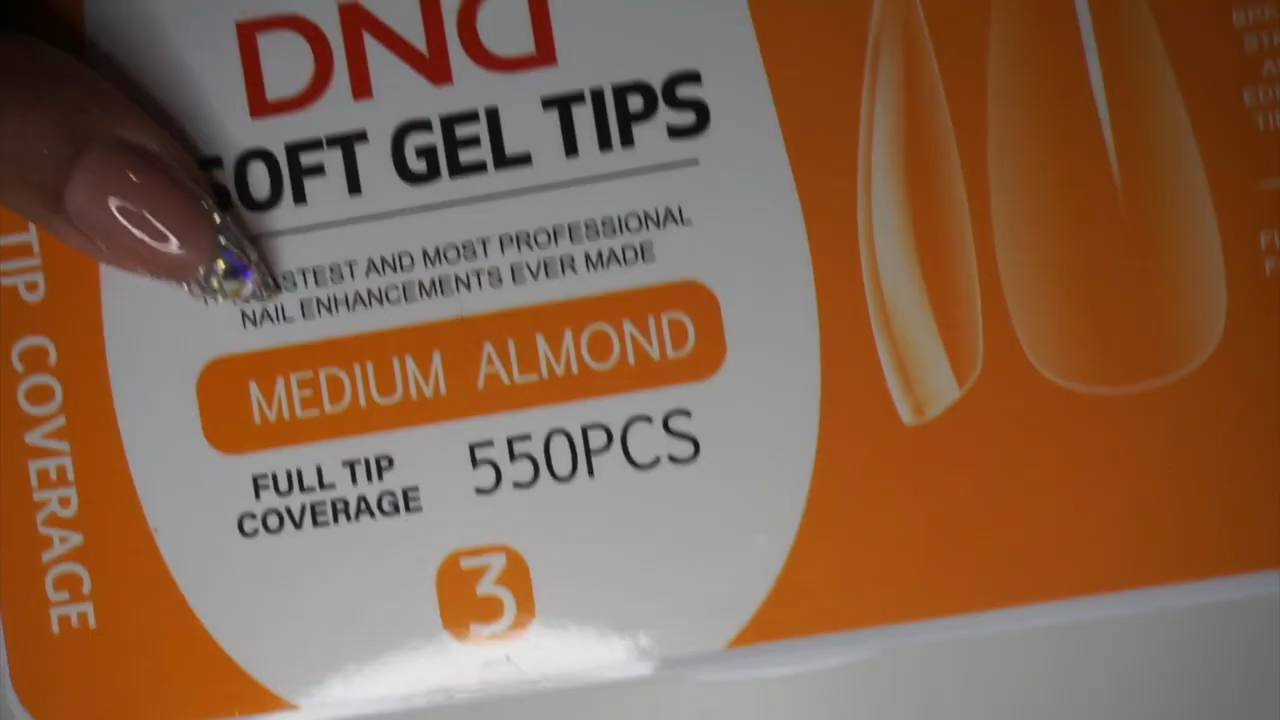 DND
SOFT GEL TIPS
AND MOST PROFESSIONAL
NAIL ENHANCEMENTS EVER MADE
MEDIUM ALMOND
FULL TIP
COVERAGE
550PCS
3
TIP COVERAGE